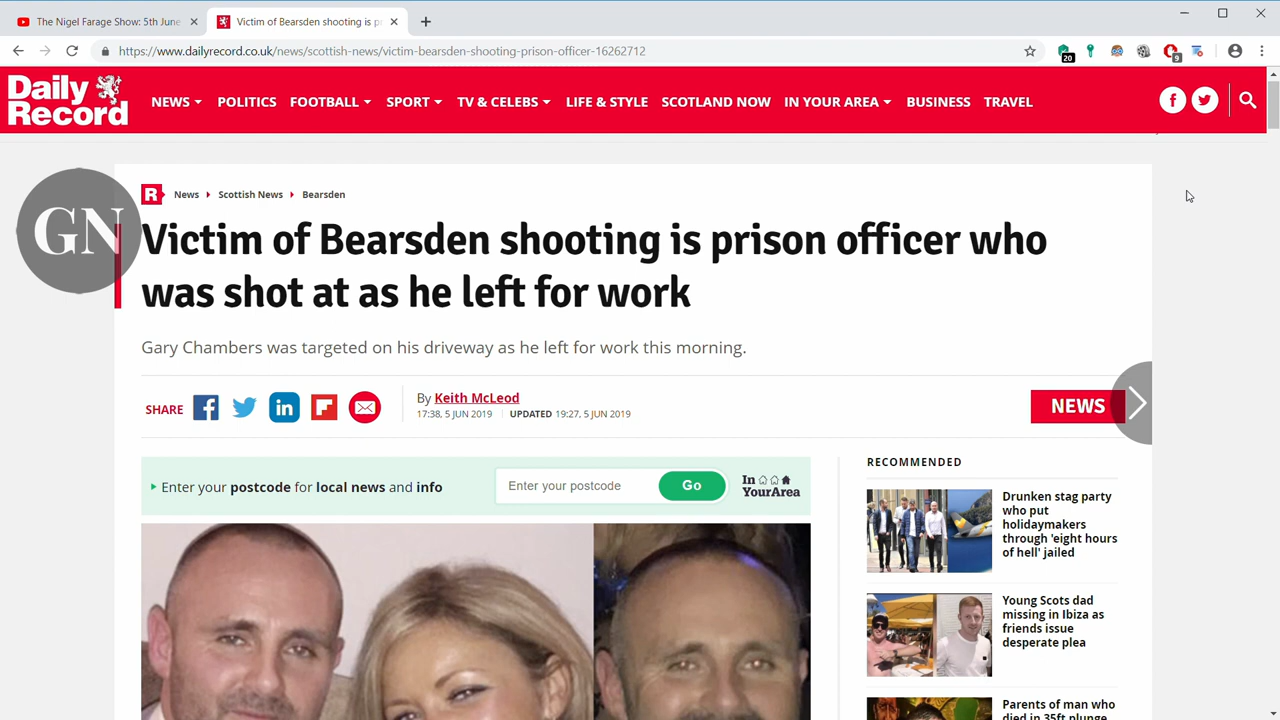 The Nigel Farage Show: 5th June
Victim of Bearsden shooting is pr
https://www.dailyrecord.co.uk/news/scottish-news/victim-bearsden-shooting-prison-officer-16262712
20
9
Daily
Record
NEWS POLITICS FOOTBALL SPORT TV & CELEBS LIFE & STYLE SCOTLAND NOW IN YOUR AREA BUSINESS TRAVEL
GN
R News Scottish News Bearsden
Victim of Bearsden shooting is prison officer who
was shot at as he left for work
Gary Chambers was targeted on his driveway as he left for work this morning.
SHARE
By Keith McLeod
17:38, 5 JUN 2019 UPDATED 19:27, 5 JUN 2019
NEWS
Enter your postcode for local news and info
Enter your postcode
Go
In
YourArea
RECOMMENDED
Drunken stag party
who put
holidaymakers
through 'eight hours
of hell' jailed
Young Scots dad
missing in Ibiza as
friends issue
desperate plea
Parents of man who
died in 35ft plunge